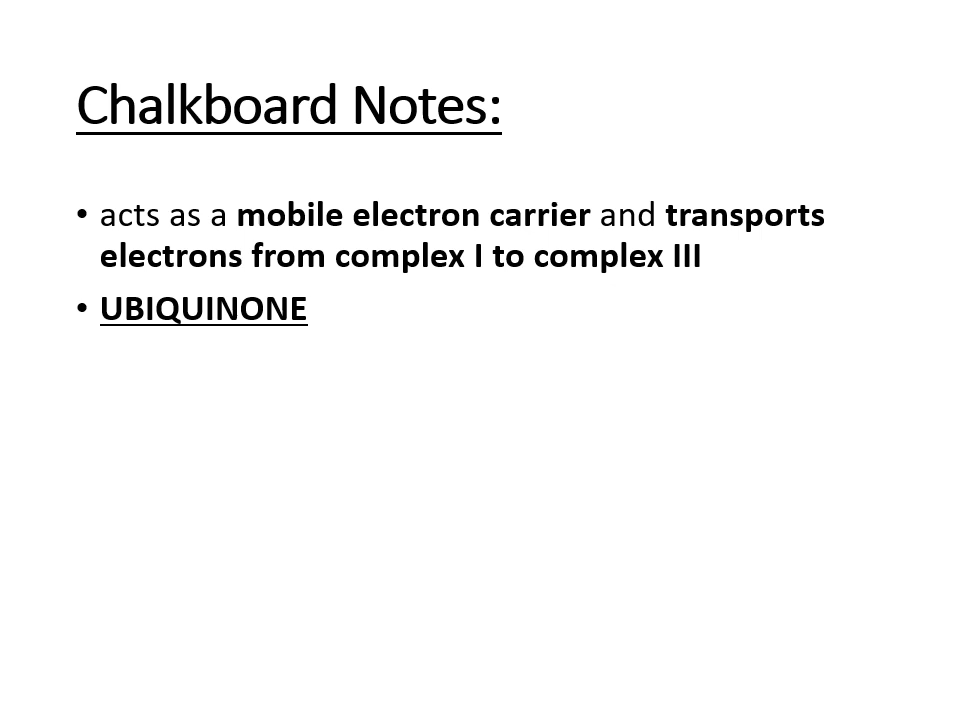 Chalkboard Notes:
• acts as a mobile electron carrier and transports
electrons from complex I to complex III
• UBIQUINONE